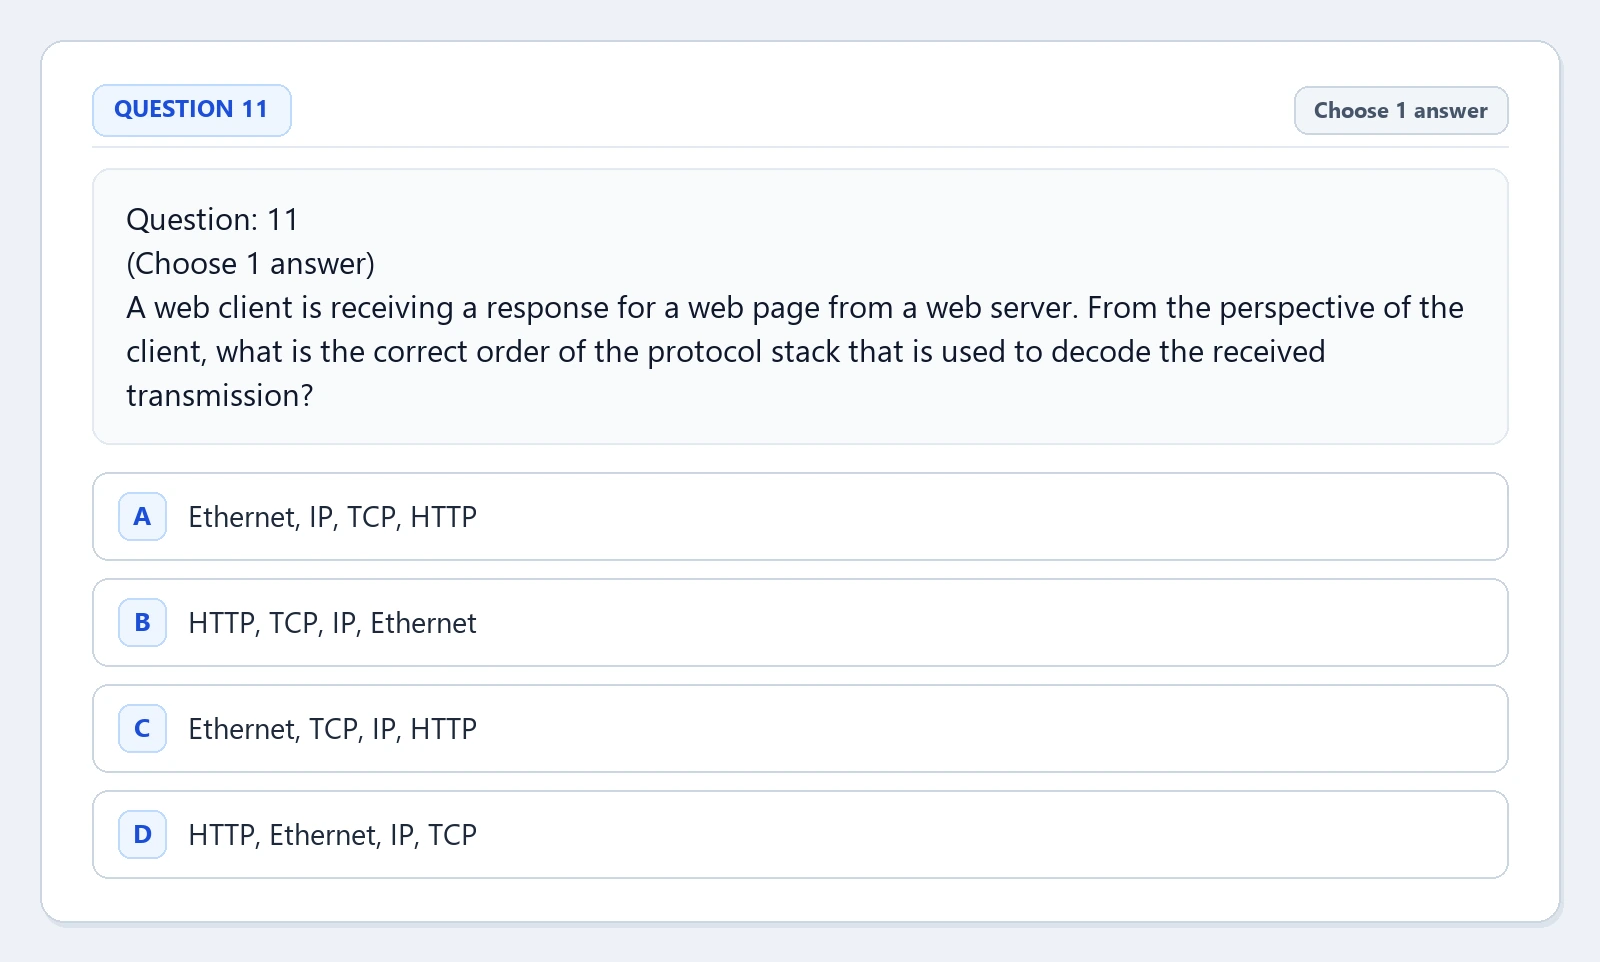 QUESTION 11
Choose 1 answer
Question: 11
(Choose 1 answer)
A web client is receiving a response for a web page from a web server. From the perspective of the
client, what is the correct order of the protocol stack that is used to decode the received
transmission?
A Ethernet, IP, TCP, HTTP
B HTTP, TCP, IP, Ethernet
C Ethernet, TCP, IP, HTTP
D HTTP, Ethernet, IP, TCP